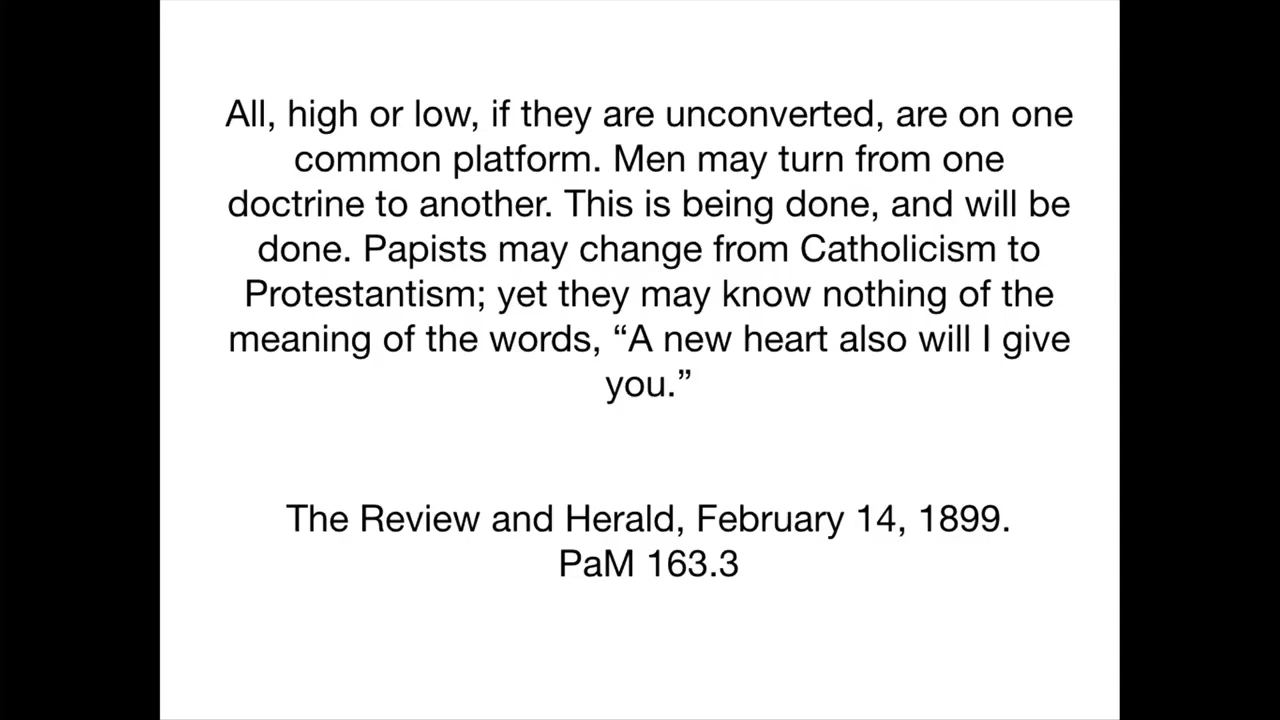 All, high or low, if they are unconverted, are on one
common platform. Men may turn from one
doctrine to another. This is being done, and will be
done. Papists may change from Catholicism to
Protestantism; yet they may know nothing of the
meaning of the words, “A new heart also will I give
you.”
The Review and Herald, February 14, 1899.
PaM 163.3